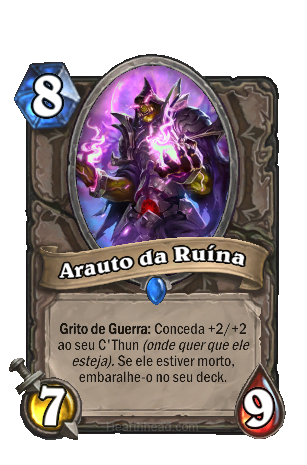 8
Arauto da Ruína
Grito de Guerra: Conceda +2/+2
ao seu C'Thun (onde quer que ele
esteja). Se ele estiver morto,
embaralhe-o no seu deck.
7
9